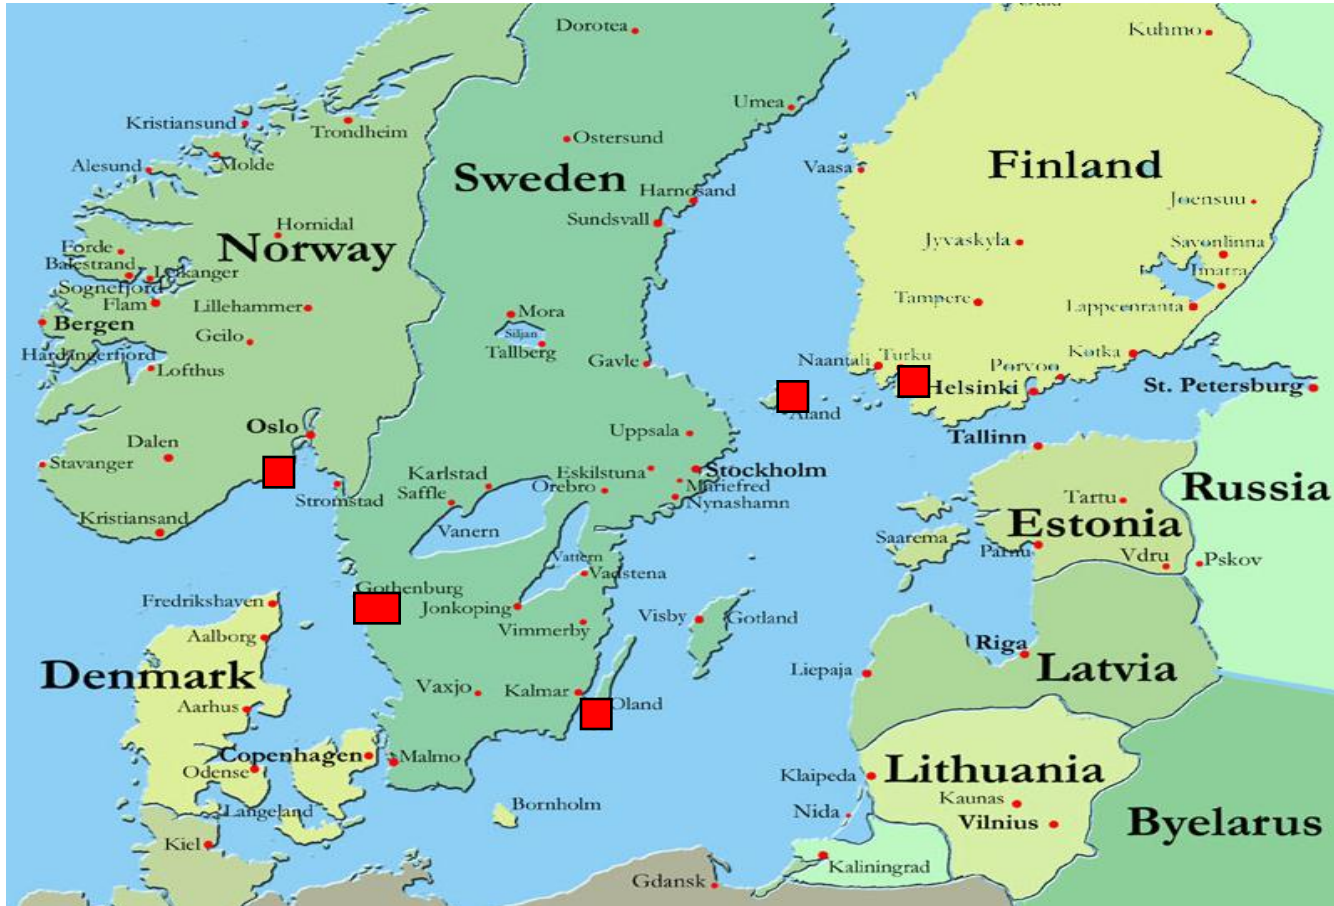 Dorotea
Kuhmo
Umea
Kristiansund
Trondheim
Ostersund
Alesund
Molde
Vaasa
Finland
Sweden
Harnosand
Joensuu
Sundsvall
Hornidal
Norway
Jyvaskyla
Savonlinna
Forde
Balestrand
Leikanger
Imatra
Sognefjord
Flam
Lillehammer
Tampere
Lappeenranta
Mora
Bergen
Siljan
Geilo
Tallberg
Hardangerfjord
Lofthus
Gavle
Naantali
Turku
Porvoo
Kotka
Helsinki
St. Petersburg
Aland
Oslo
Uppsala
Tallinn
Dalen
Stavanger
Karlstad
Eskilstuna
Stockholm
Saffle
Orebro
Mariefred
Stromstad
Nynashamn
Russia
Tartu
Kristiansand
Vanern
Estonia
Saarema
Parnu
Vattern
Vdru
Pskov
Vadstena
Gothenburg
Fredrikshaven
Jonkoping
Visby
Gotland
Vimmerby
Aalborg
Riga
Latvia
Denmark
Liepaja
Vaxjo
Kalmar
Oland
Aarhus
Copenhagen
Malmo
Odense
Klaipeda
Lithuania
Kaunas
Langeland
Bornholm
Nida
Vilnius
Byelarus
Kiel
Kaliningrad
Gdansk